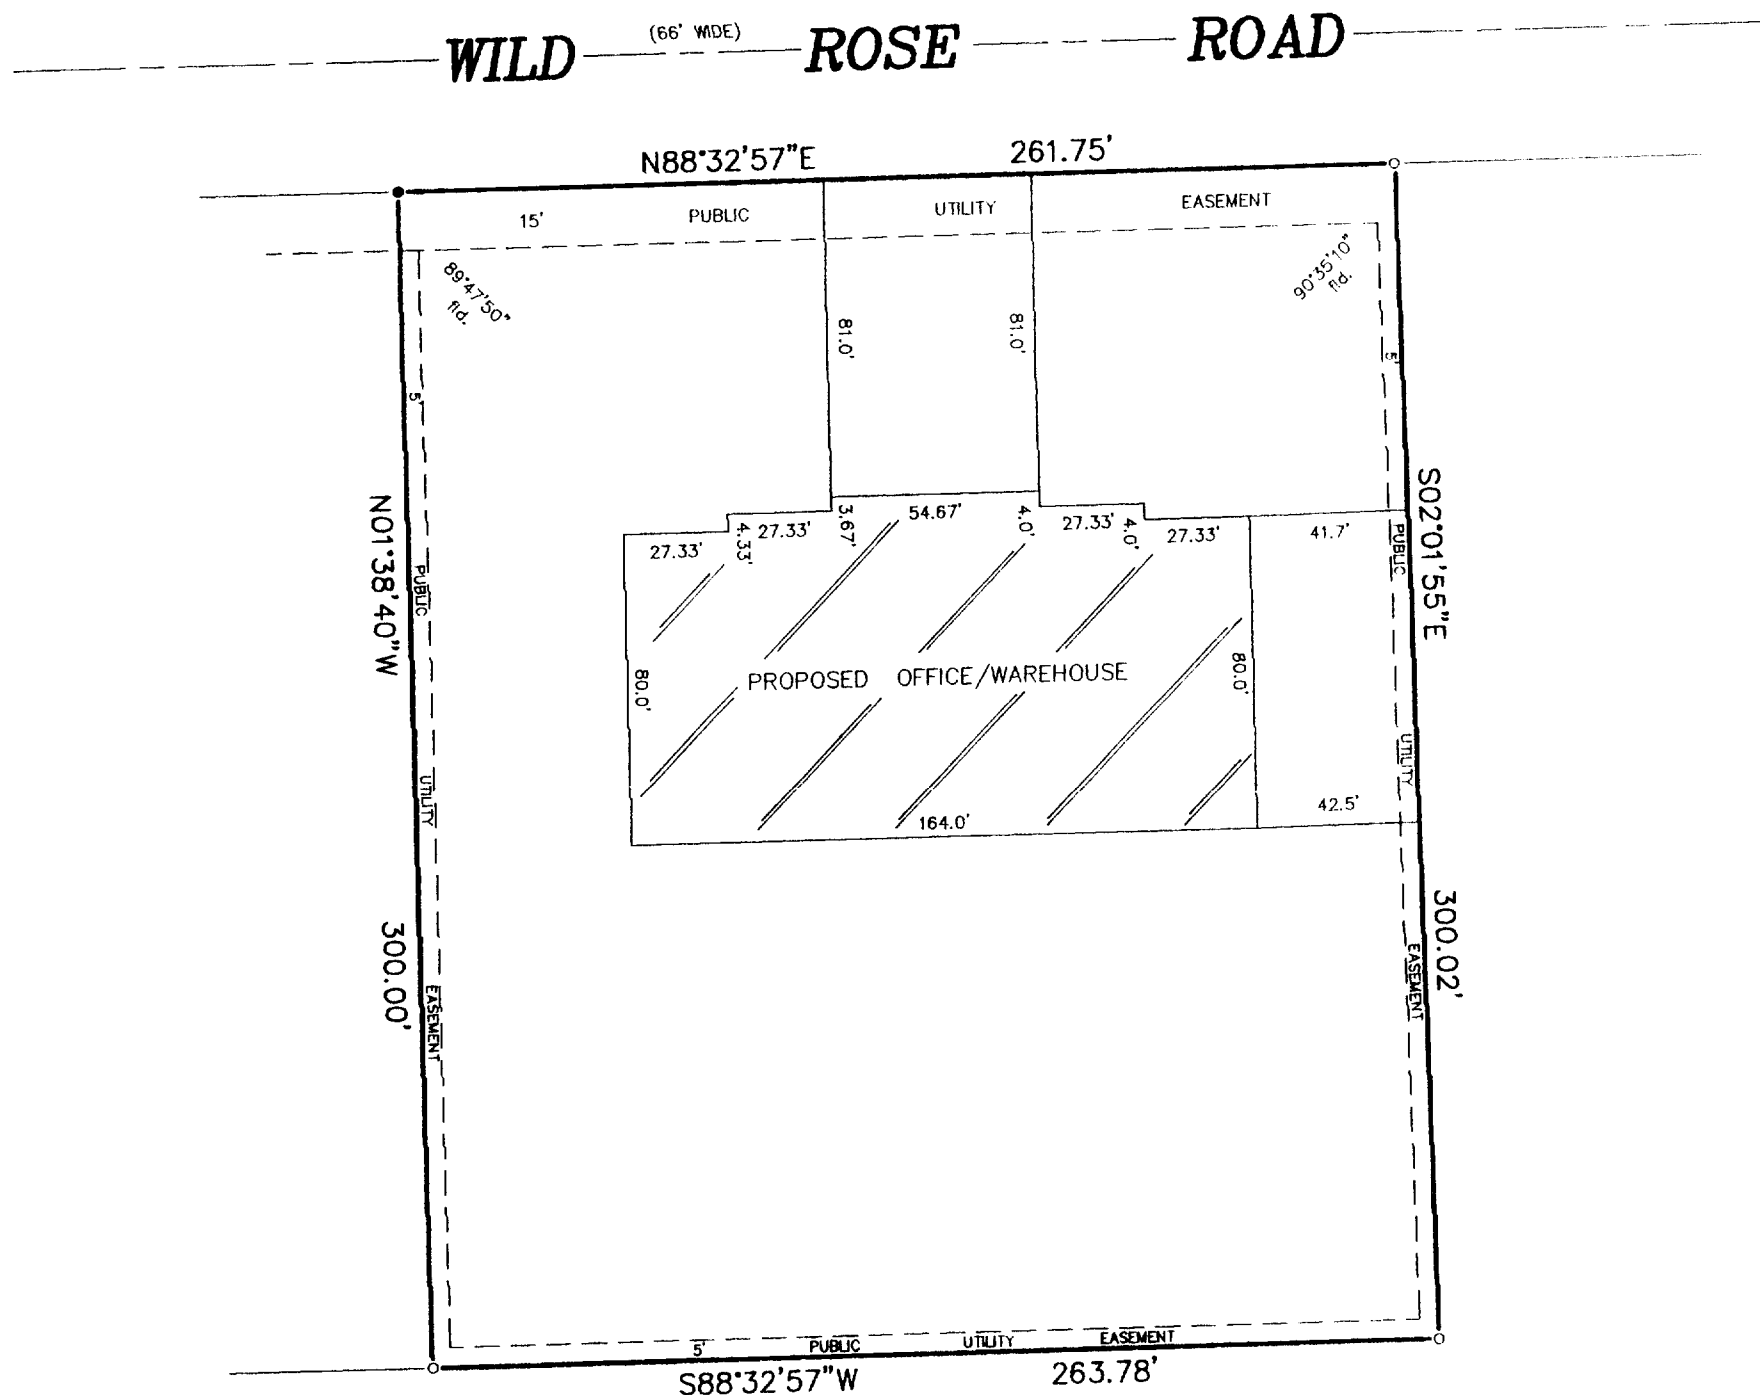 (66' WIDE)
WILD ROSE ROAD
N88°32'57"E 261.75'
15' PUBLIC UTILITY EASEMENT
89°47'50"
fld.
90°35'10"
fld.
81.0' 81.0'
5' 5'
N01°38'40"W 300.00'
PUBLIC UTILITY EASEMENT
S02°01'55"E 300.02'
PUBLIC UTILITY EASEMENT
27.33' 4.33' 27.33' 3.67' 54.67' 4.0' 27.33' 4.0' 27.33' 41.7'
80.0' 80.0'
PROPOSED OFFICE/WAREHOUSE
164.0' 42.5'
5' PUBLIC UTILITY EASEMENT
S88°32'57"W 263.78'